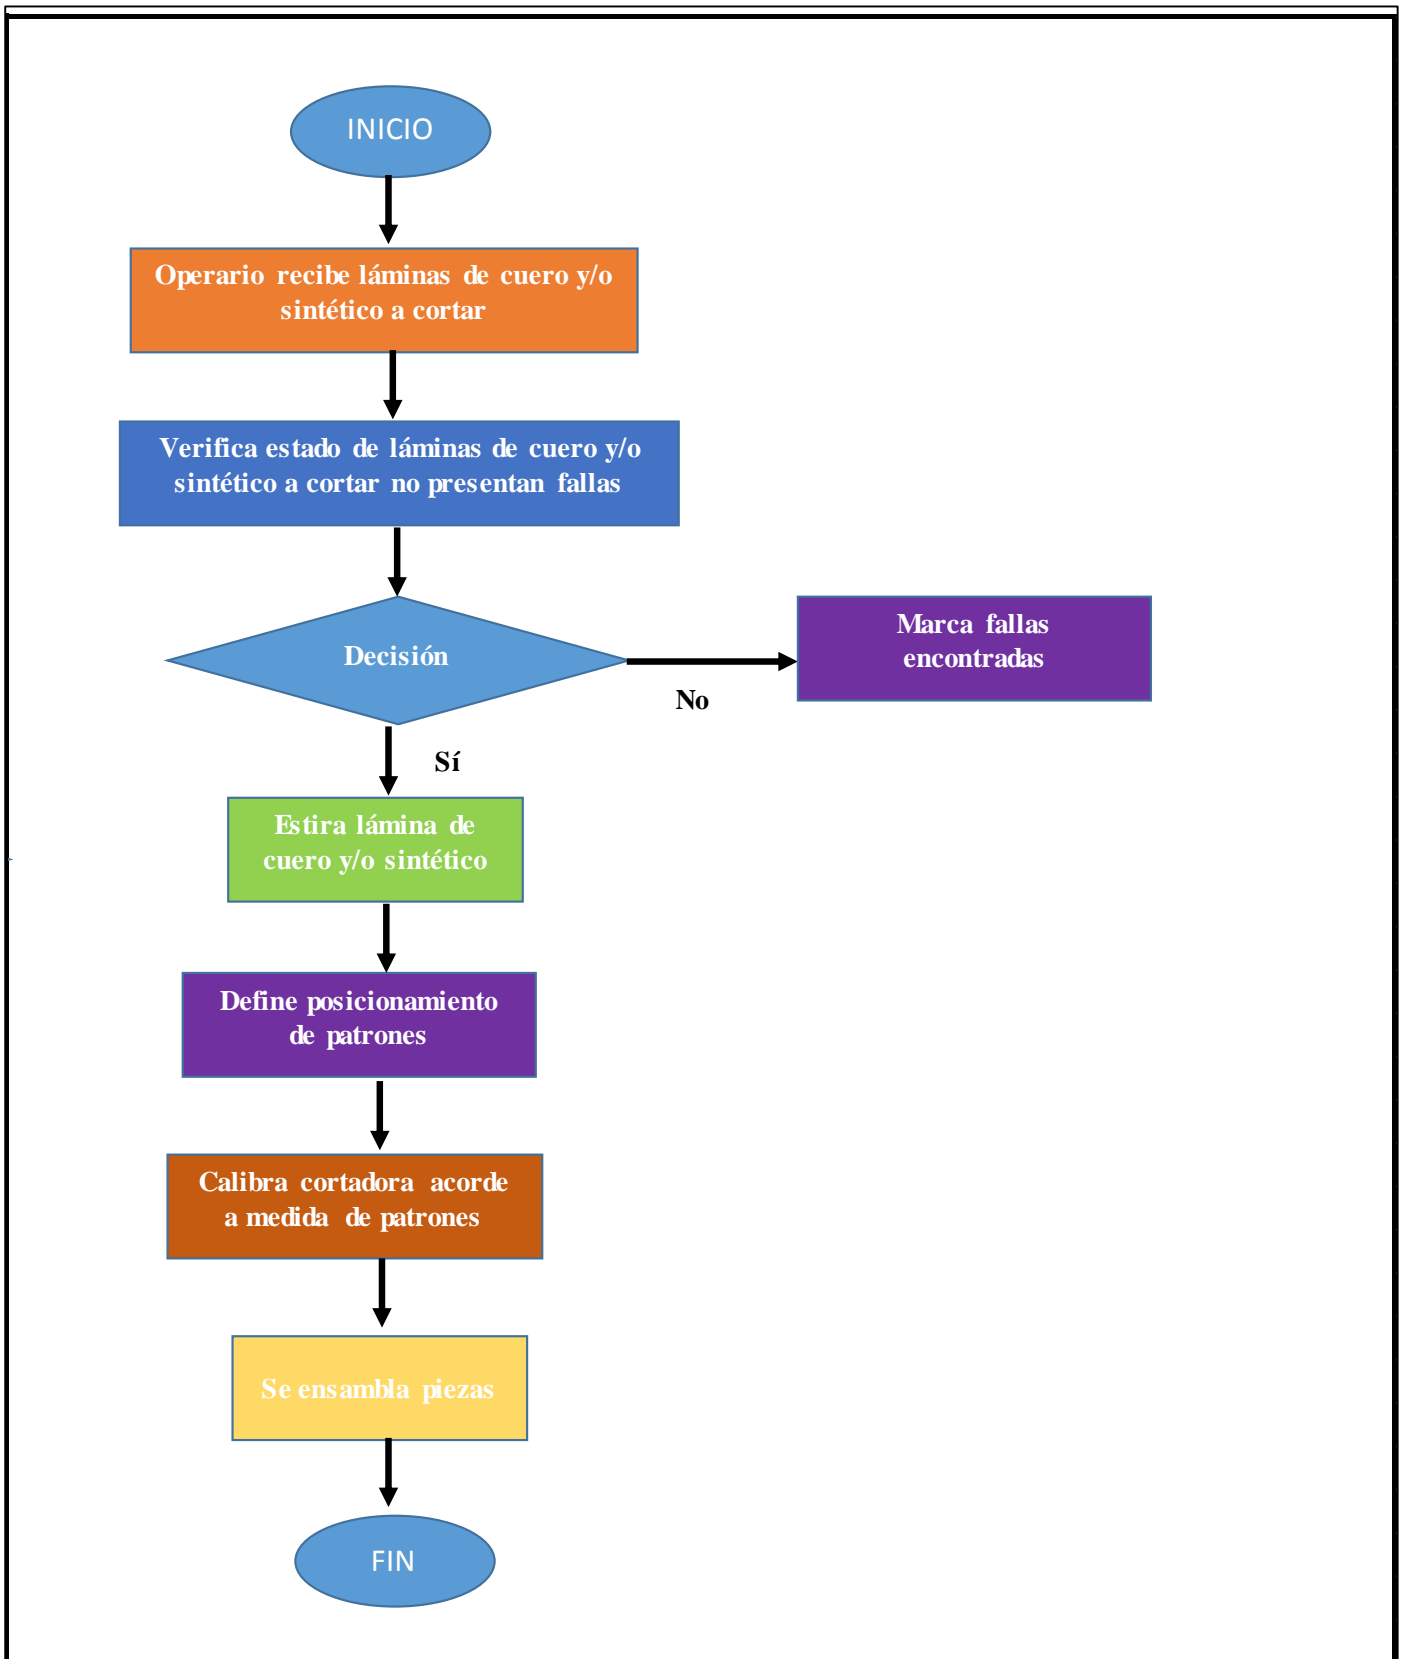 INICIO
Operario recibe láminas de cuero y/o
sintético a cortar
Verifica estado de láminas de cuero y/o
sintético a cortar no presentan fallas
Decisión
Marca fallas
encontradas
No
Sí
Estira lámina de
cuero y/o sintético
Define posicionamiento
de patrones
Calibra cortadora acorde
a medida de patrones
Se ensambla piezas
FIN